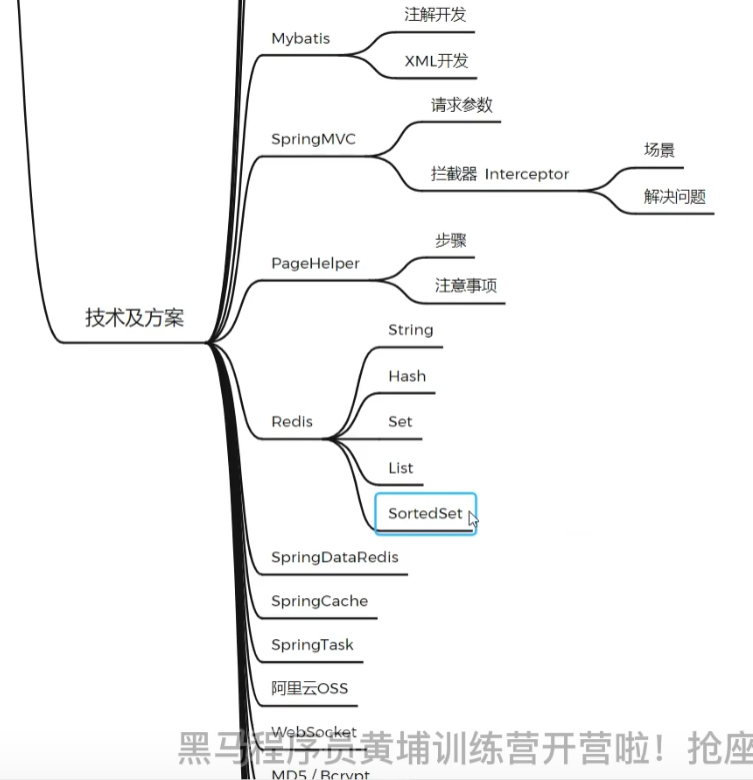 注解开发
Mybatis
XML开发
请求参数
SpringMVC
场景
拦截器 Interceptor
解决问题
步骤
PageHelper
注意事项
技术及方案
String
Hash
Redis
Set
List
SortedSet
SpringDataRedis
SpringCache
SpringTask
阿里云OSS
WebSocket
黑马程序员黄埔训练营开营啦！抢座
MD5 / Bcrypt